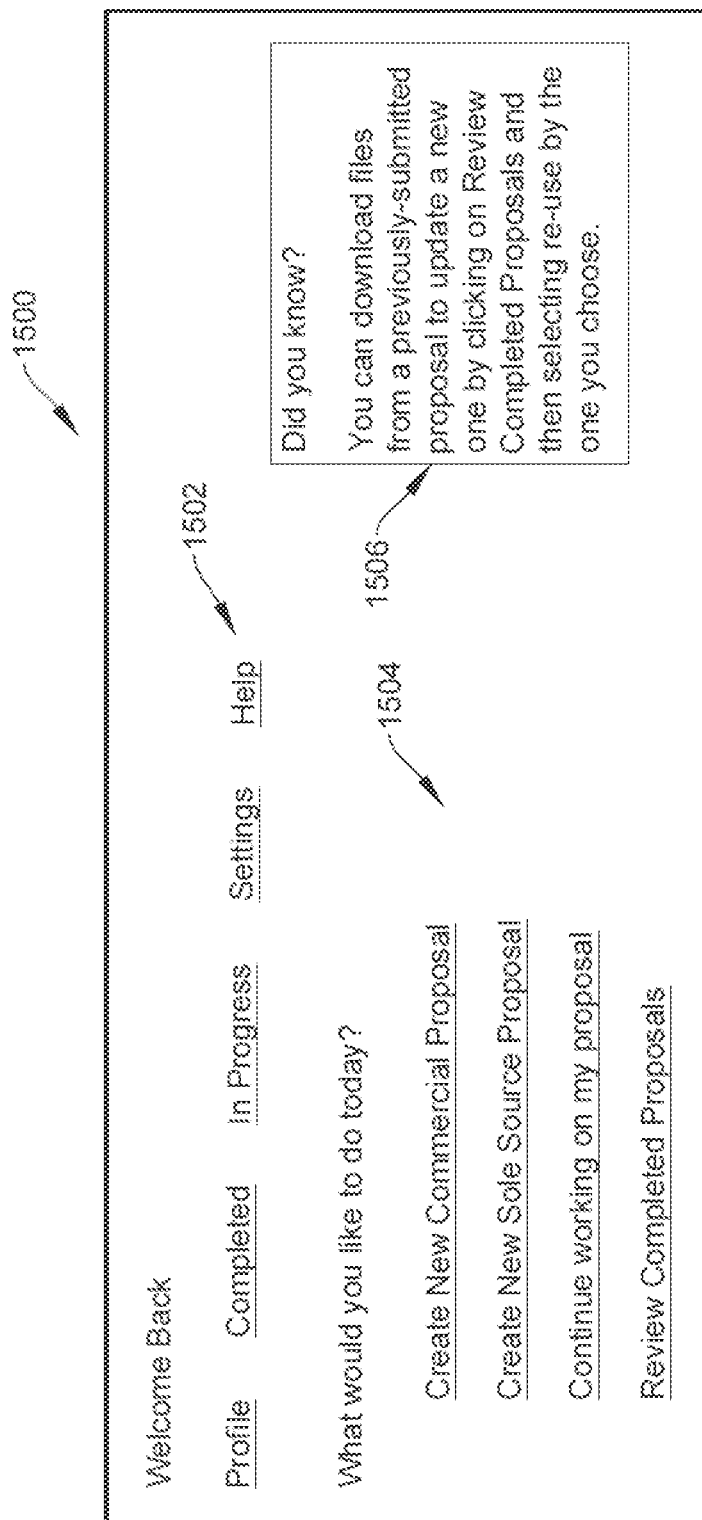 1500
Welcome Back
Profile Completed In Progress Settings Help
1502
What would you like to do today?
1504
Create New Commercial Proposal
Create New Sole Source Proposal
Continue working on my proposal
Review Completed Proposals
1506
Did you know?
You can download files
from a previously-submitted
proposal to update a new
one by clicking on Review
Completed Proposals and
then selecting re-use by the
one you choose.